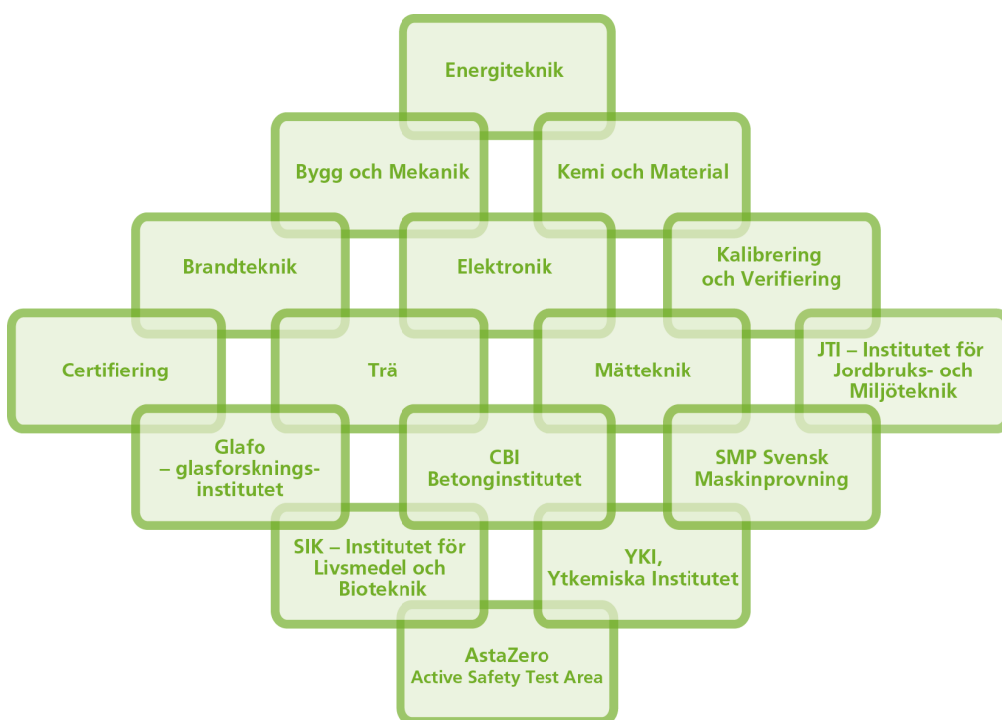 Energiteknik
Bygg och Mekanik
Kemi och Material
Brandteknik
Elektronik
Kalibrering
och Verifiering
Certifiering
Trä
Mätteknik
JTI – Institutet för
Jordbruks- och
Miljöteknik
Glafo
– glasforsknings-
institutet
CBI
Betonginstitutet
SMP Svensk
Maskinprovning
SIK – Institutet för
Livsmedel och
Bioteknik
YKI,
Ytkemiska Institutet
AstaZero
Active Safety Test Area